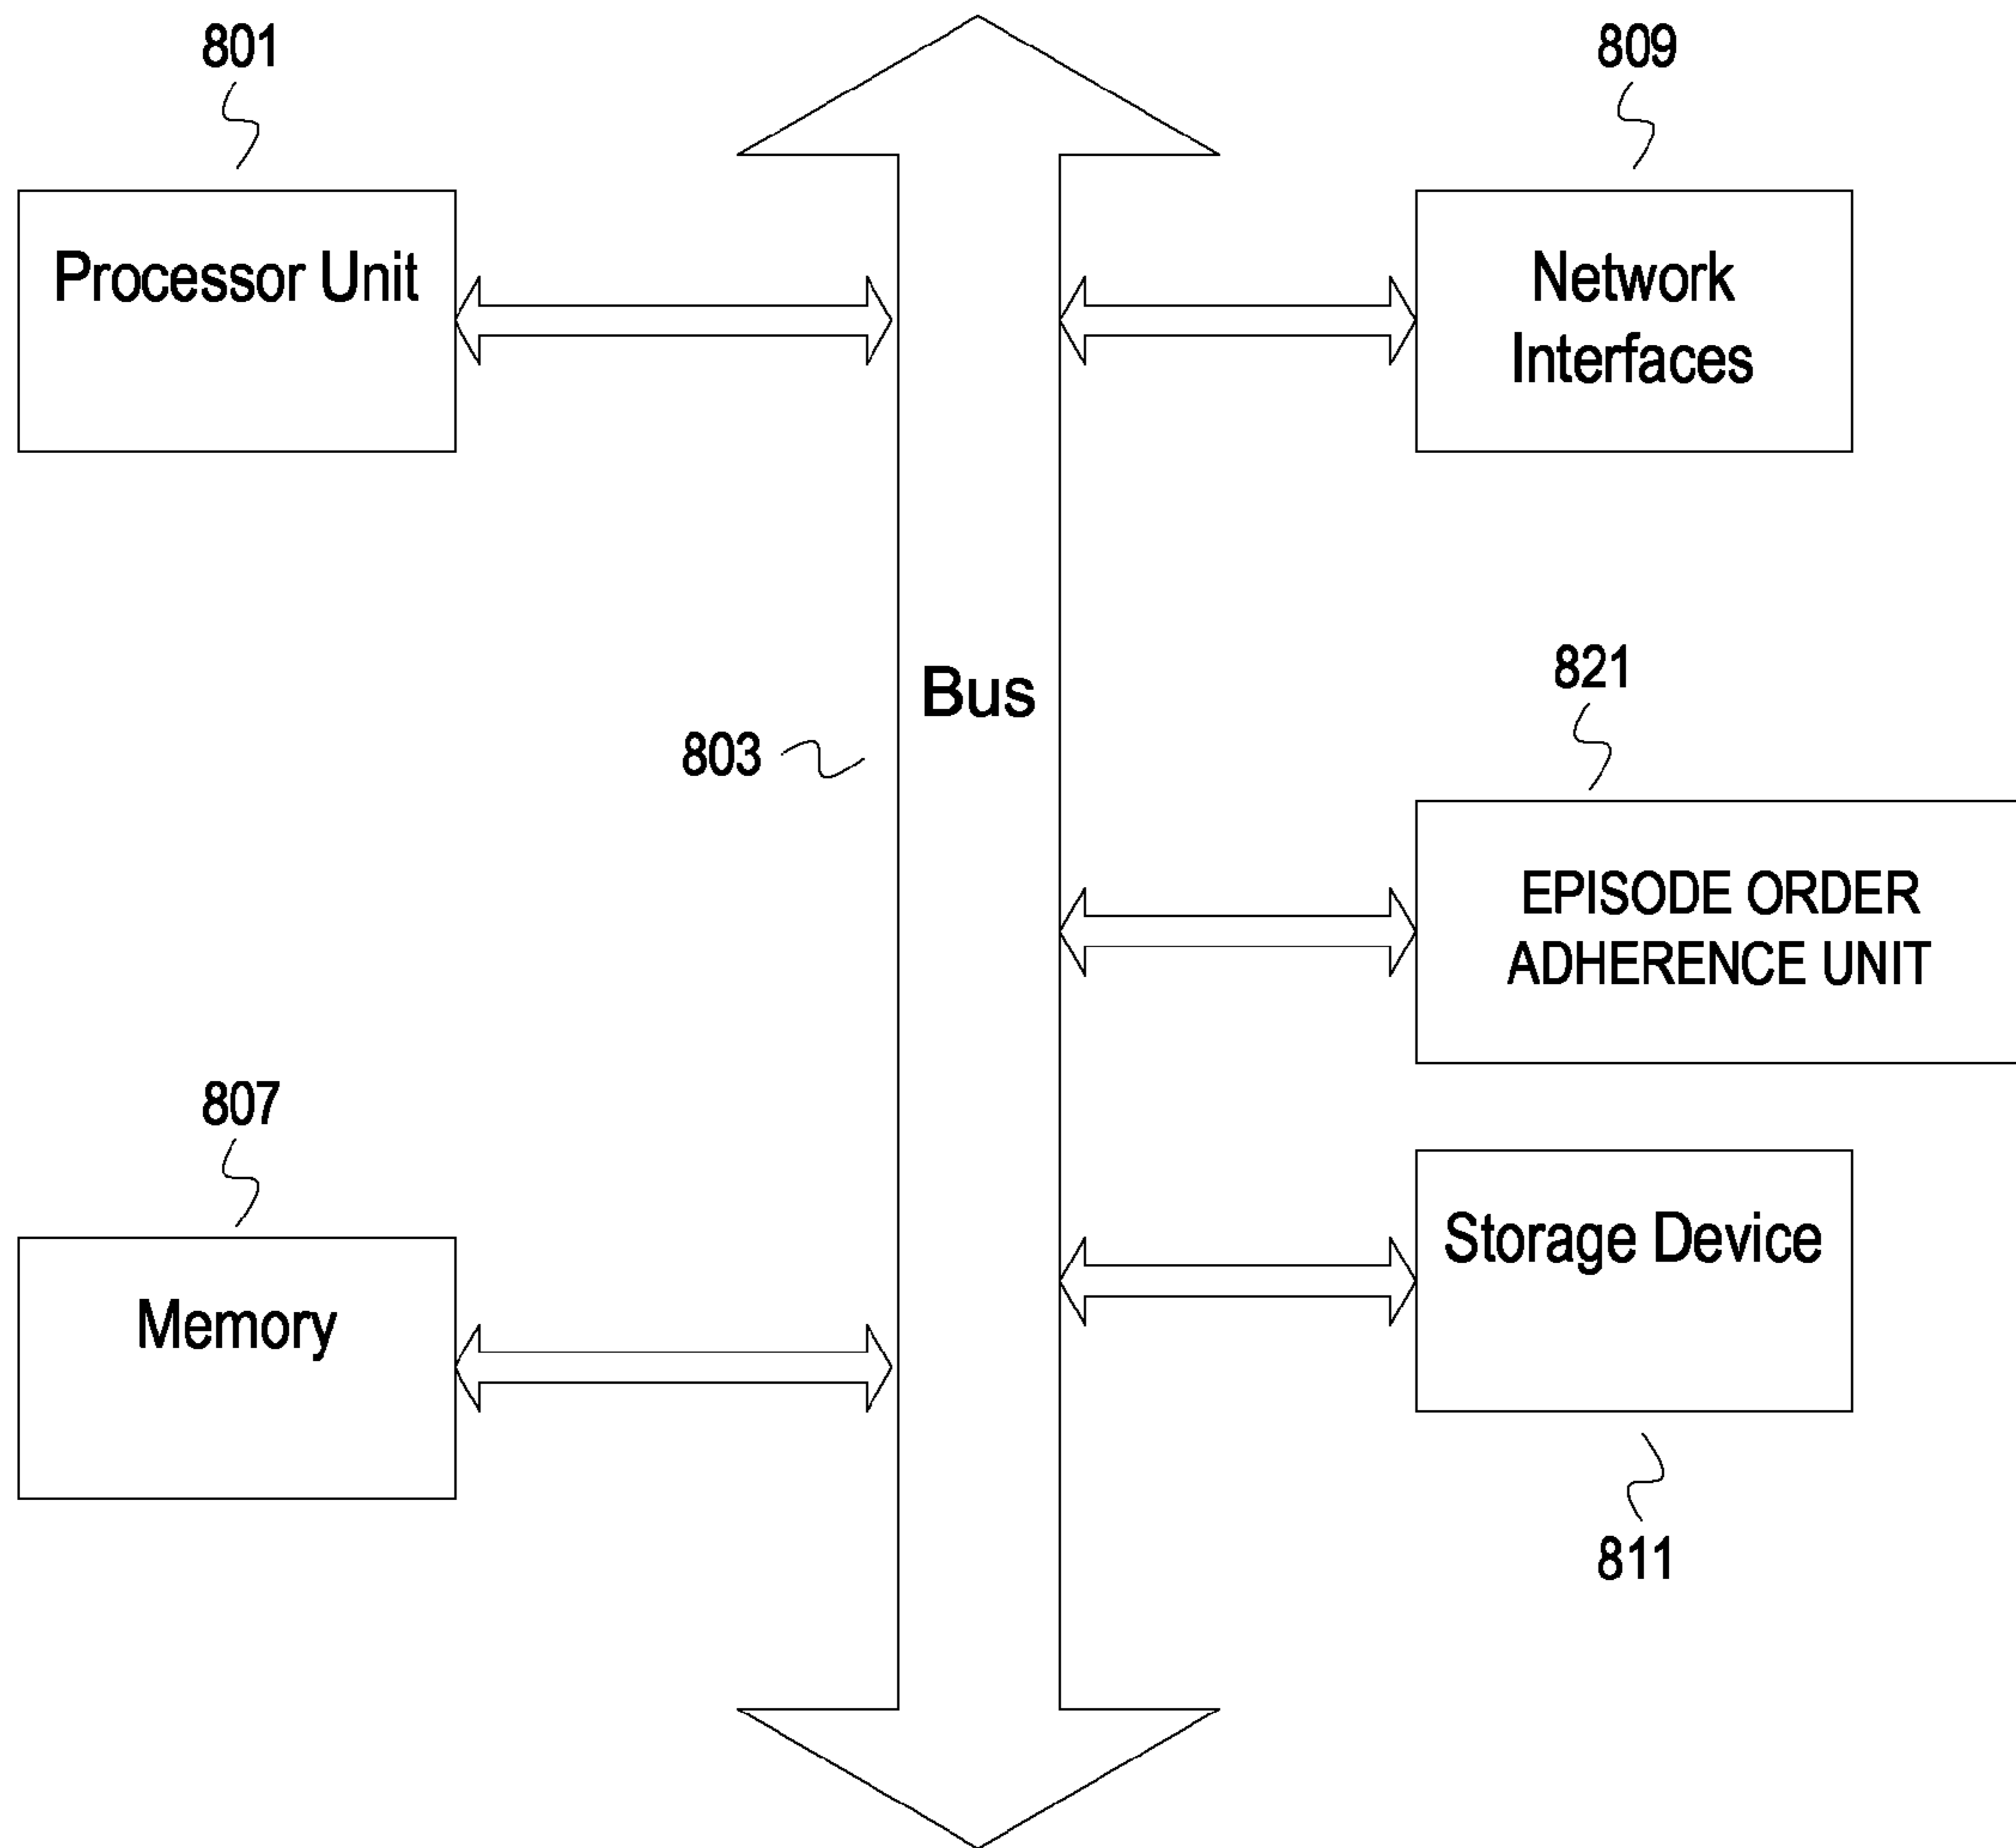 801
809
Processor Unit
Network
Interfaces
Bus
821
803
EPISODE ORDER
ADHERENCE UNIT
807
Storage Device
Memory
811